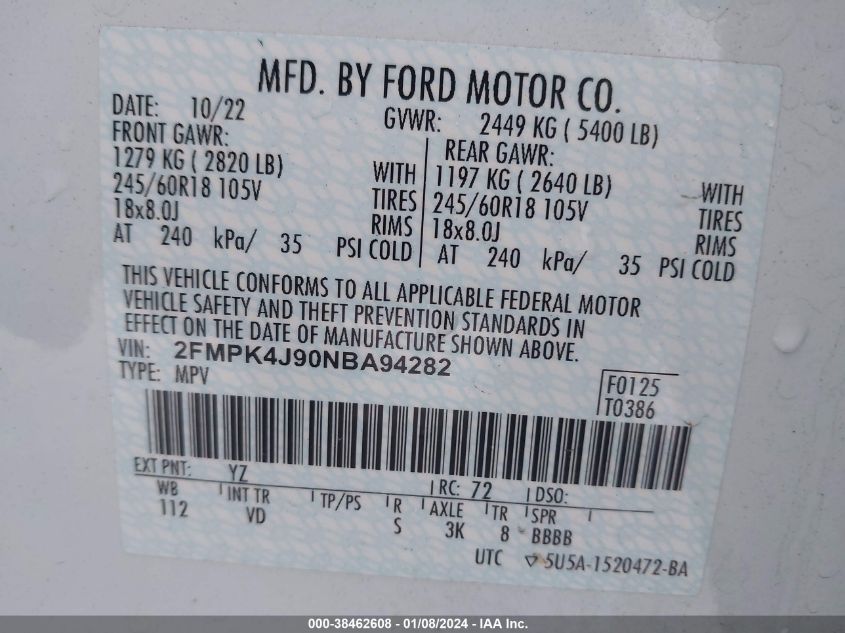 MFD. BY FORD MOTOR CO.
DATE: 10/22 GVWR: 2449 KG ( 5400 LB)
FRONT GAWR: REAR GAWR:
1279 KG ( 2820 LB) WITH 1197 KG ( 2640 LB) WITH
245/60R18 105V TIRES 245/60R18 105V TIRES
18x8.0J RIMS 18x8.0J RIMS
AT 240 kPa/ 35 PSI COLD AT 240 kPa/ 35 PSI COLD
THIS VEHICLE CONFORMS TO ALL APPLICABLE FEDERAL MOTOR
VEHICLE SAFETY AND THEFT PREVENTION STANDARDS IN
EFFECT ON THE DATE OF MANUFACTURE SHOWN ABOVE.
VIN: 2FMPK4J90NBA94282
TYPE: MPV
F0125
T0386
EXT PNT: YZ RC: 72 DSO:
WB INT TR TP/PS R AXLE TR SPR
112 VD S 3K 8 BBBB
UTC ▽ 5U5A-1520472-BA
000-38462608 - 01/08/2024 - IAA Inc.